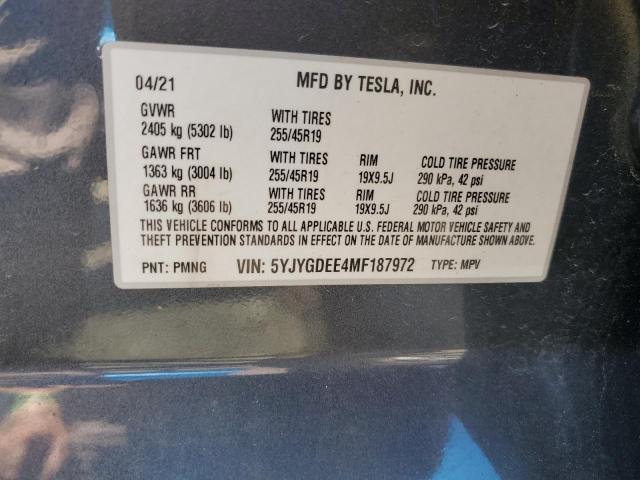 04/21 MFD BY TESLA, INC.
GVWR WITH TIRES
2405 kg (5302 lb) 255/45R19
GAWR FRT WITH TIRES RIM COLD TIRE PRESSURE
1363 kg (3004 lb) 255/45R19 19X9.5J 290 kPa, 42 psi
GAWR RR WITH TIRES RIM COLD TIRE PRESSURE
1636 kg (3606 lb) 255/45R19 19X9.5J 290 kPa, 42 psi
THIS VEHICLE CONFORMS TO ALL APPLICABLE U.S. FEDERAL MOTOR VEHICLE SAFETY AND
THEFT PREVENTION STANDARDS IN EFFECT ON THE DATE OF MANUFACTURE SHOWN ABOVE.
PNT: PMNG VIN: 5YJYGDEE4MF187972 TYPE: MPV